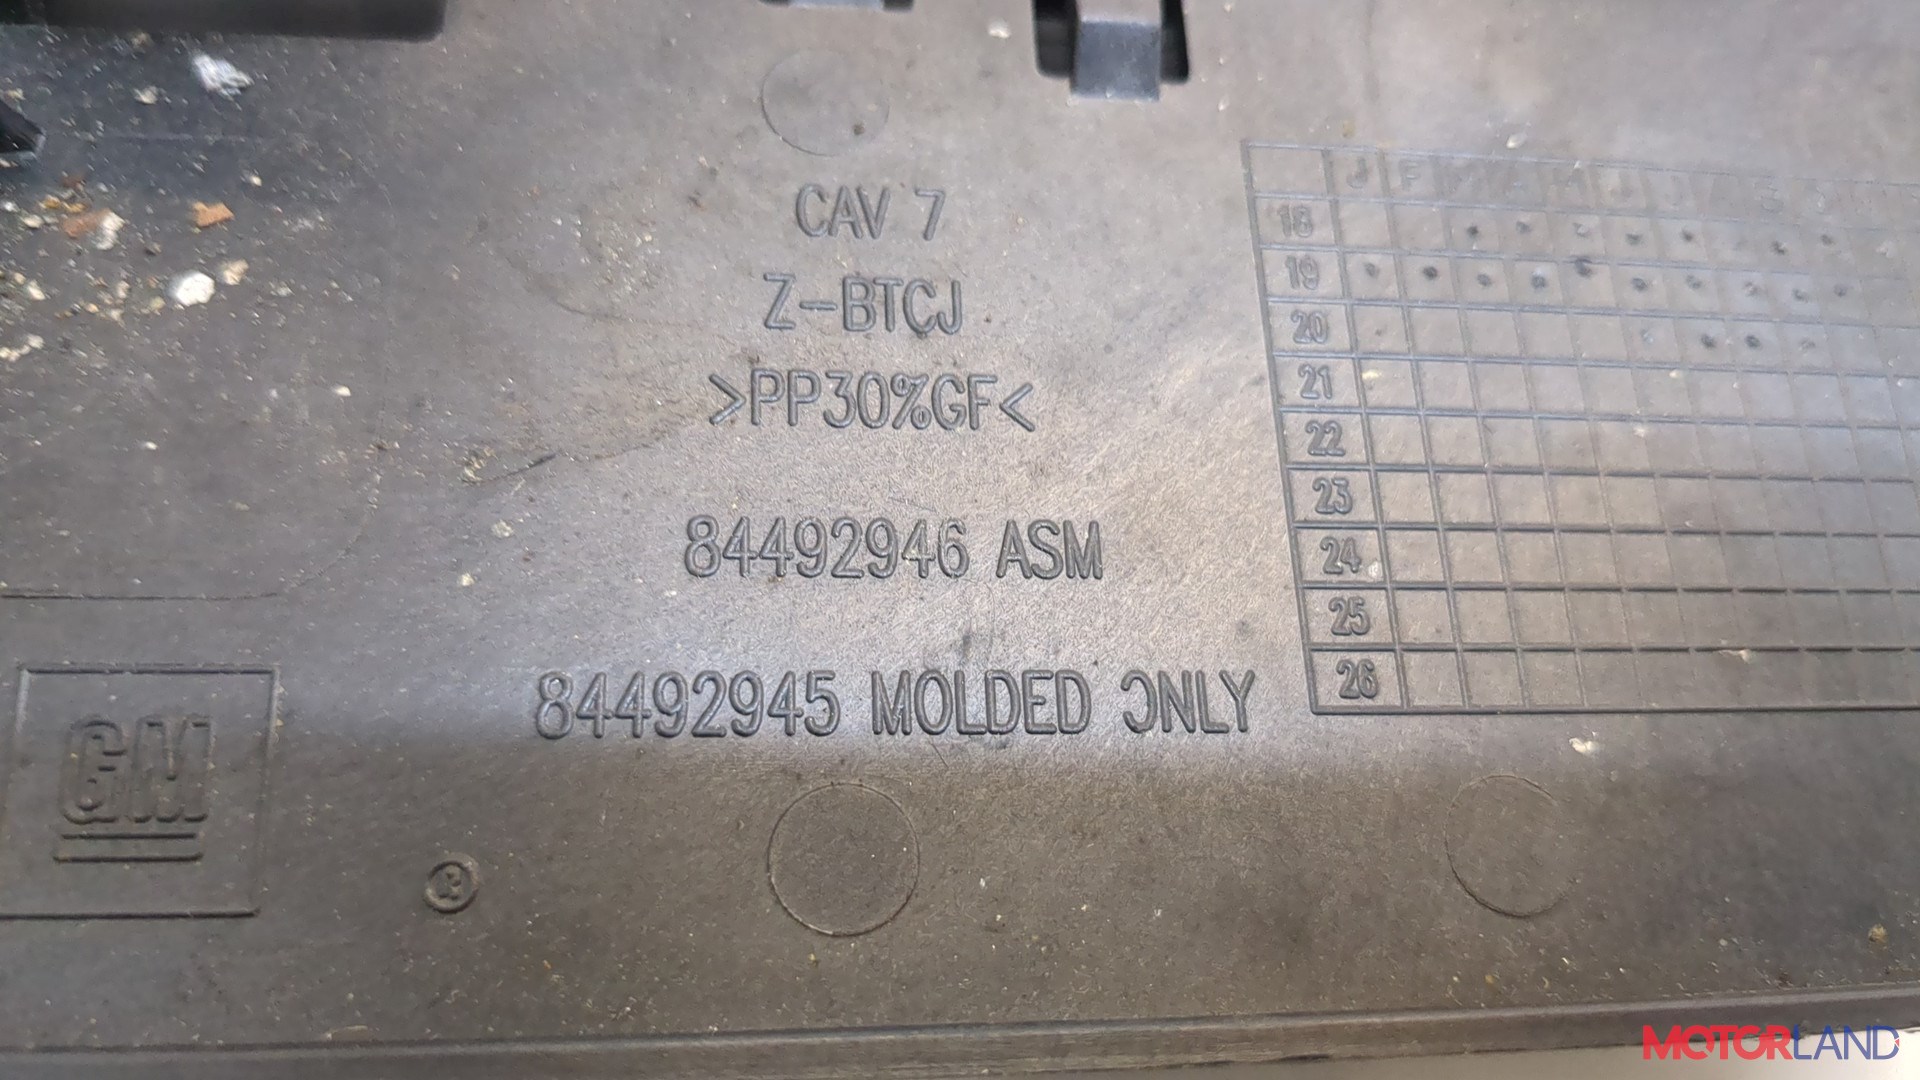 CAV 7
Z-BTCJ
>PP30%GF<
84492946 ASM
84492945 MOLDED ONLY
GM
J F M A M J J A S O
18
19
20
21
22
23
24
25
26
MOTORLAND